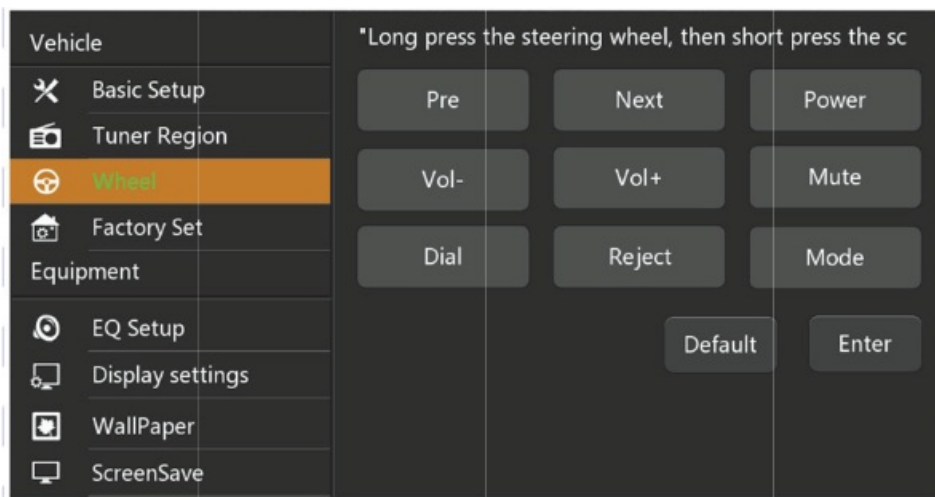 Vehicle
Basic Setup
Tuner Region
Wheel
Factory Set
Equipment
EQ Setup
Display settings
WallPaper
ScreenSave
"Long press the steering wheel, then short press the sc
Pre
Next
Power
Vol-
Vol+
Mute
Dial
Reject
Mode
Default
Enter